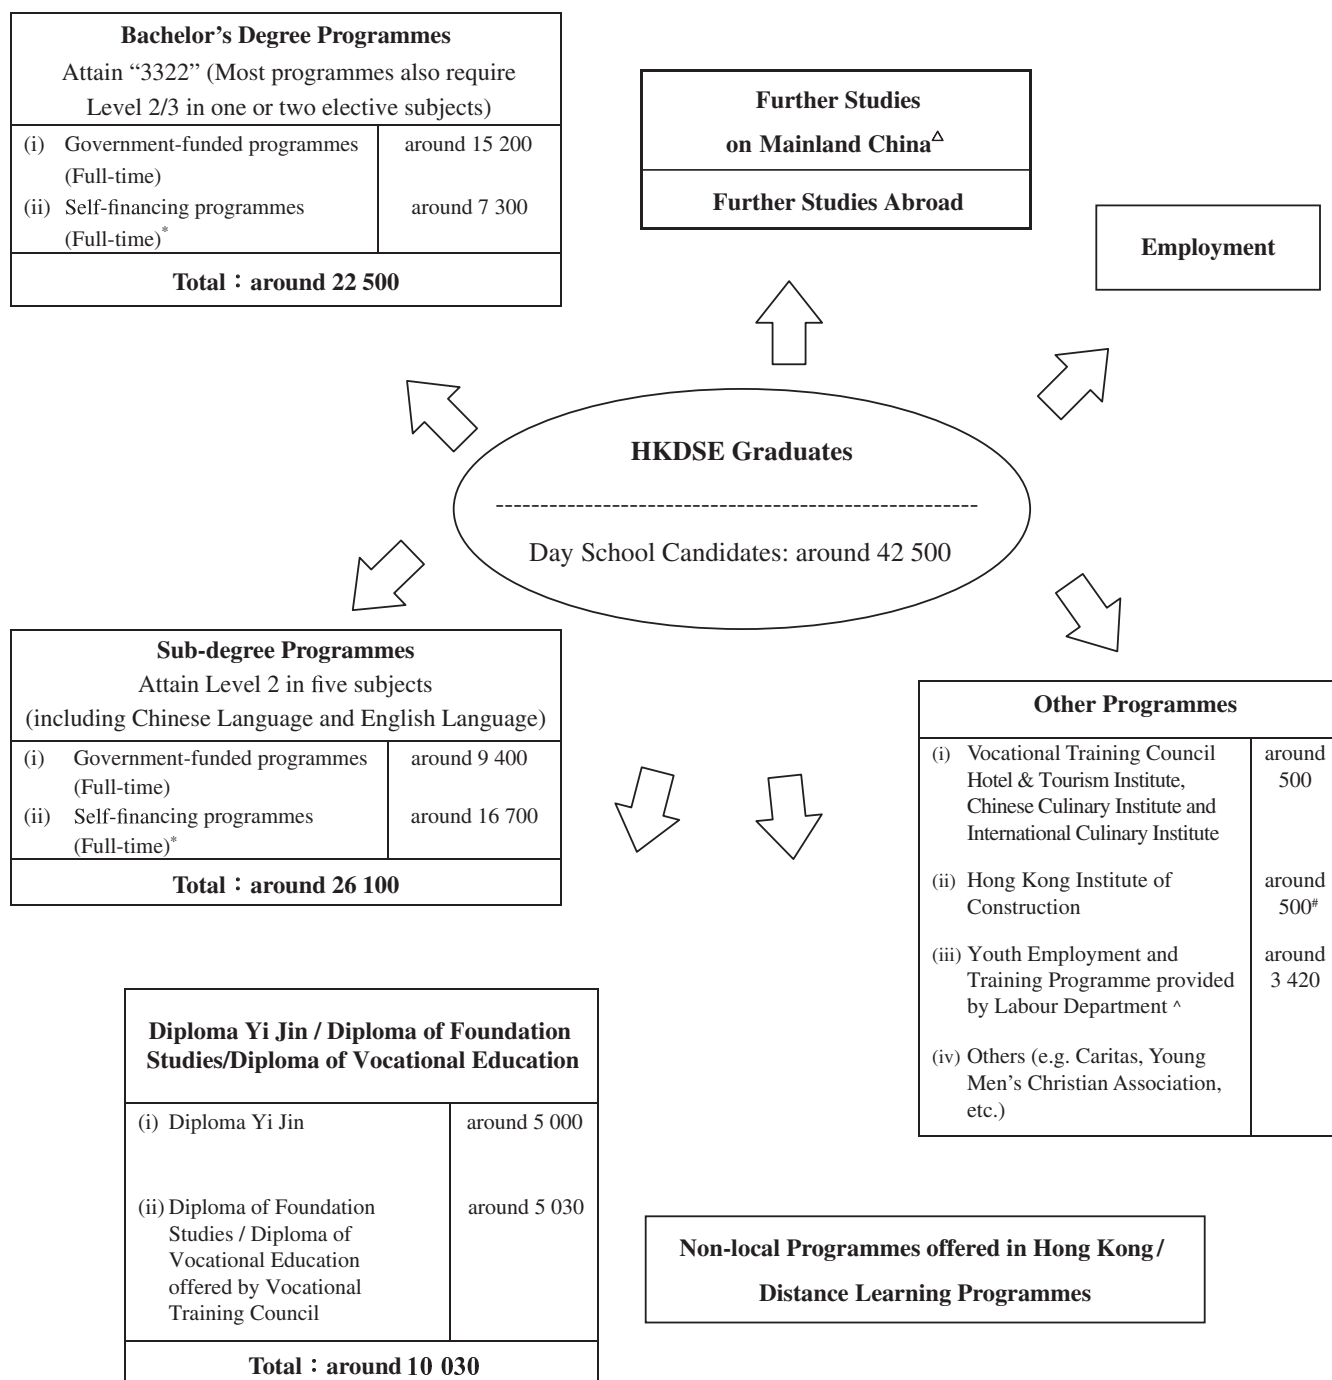 Bachelor's Degree Programmes
Attain “3322” (Most programmes also require
Level 2/3 in one or two elective subjects)
(i) Government-funded programmes around 15 200
(Full-time)
(ii) Self-financing programmes around 7 300
(Full-time)*
Total：around 22 500
Further Studies
on Mainland China△
Further Studies Abroad
Employment
HKDSE Graduates
Day School Candidates: around 42 500
Sub-degree Programmes
Attain Level 2 in five subjects
(including Chinese Language and English Language)
(i) Government-funded programmes around 9 400
(Full-time)
(ii) Self-financing programmes around 16 700
(Full-time)*
Total：around 26 100
Other Programmes
(i) Vocational Training Council around
Hotel & Tourism Institute, 500
Chinese Culinary Institute and
International Culinary Institute
(ii) Hong Kong Institute of around
Construction 500#
(iii) Youth Employment and around
Training Programme provided 3 420
by Labour Department ^
(iv) Others (e.g. Caritas, Young
Men's Christian Association,
etc.)
Diploma Yi Jin / Diploma of Foundation
Studies/Diploma of Vocational Education
(i) Diploma Yi Jin around 5 000
(ii) Diploma of Foundation around 5 030
Studies / Diploma of
Vocational Education
offered by Vocational
Training Council
Total：around 10 030
Non-local Programmes offered in Hong Kong /
Distance Learning Programmes